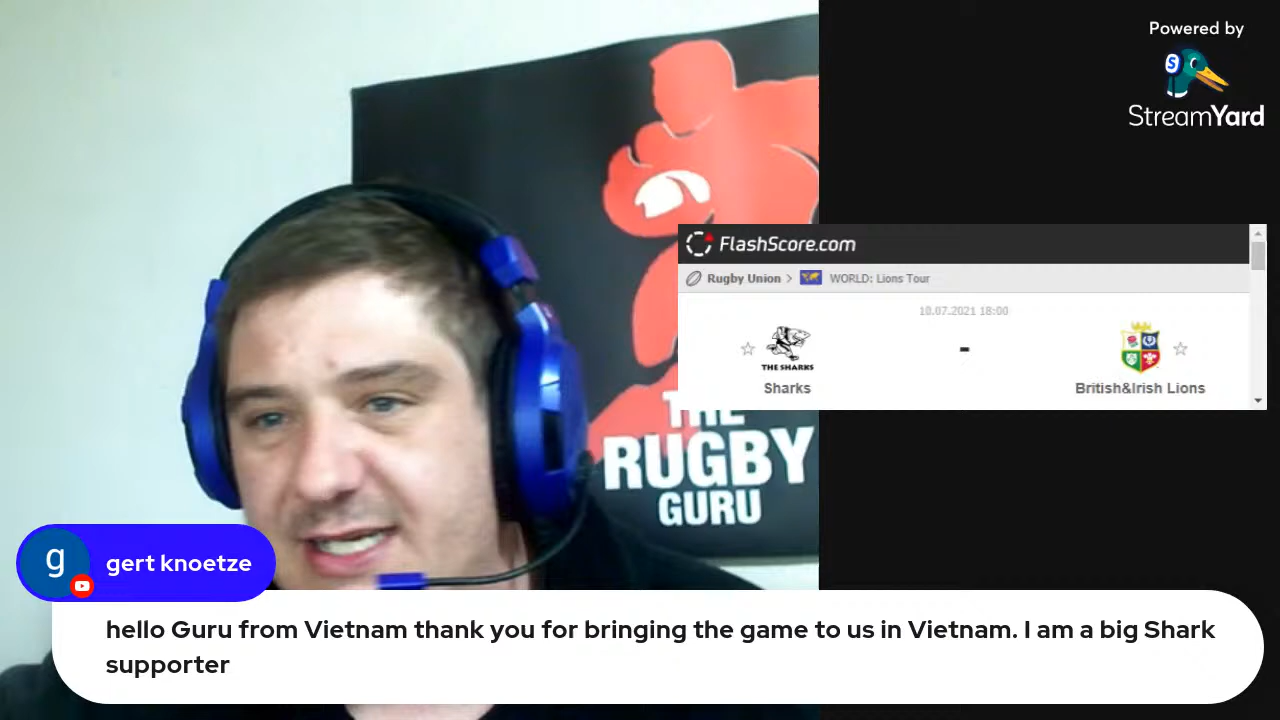 Powered by
StreamYard
FlashScore.com
Rugby Union > WORLD: Lions Tour
10.07.2021 18:00
-
THE SHARKS
Sharks
British&Irish Lions
THE
RUGBY
GURU
g
gert knoetze
hello Guru from Vietnam thank you for bringing the game to us in Vietnam. I am a big Shark
supporter